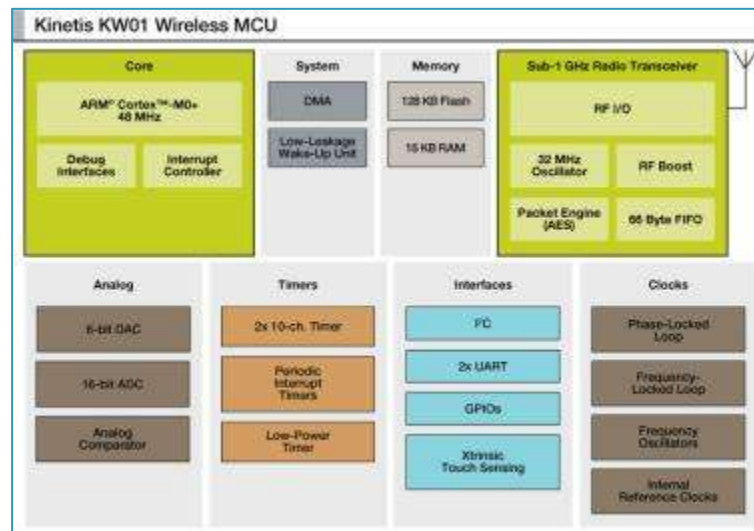 Kinetis KW01 Wireless MCU
Core
ARM® Cortex™-M0+
48 MHz
Debug
Interfaces
Interrupt
Controller
System
DMA
Low-Leakage
Wake-Up Unit
Memory
128 KB Flash
16 KB RAM
Sub-1 GHz Radio Transceiver
RF I/O
32 MHz
Oscillator
RF Boost
Packet Engine
(AES)
66 Byte FIFO
Analog
6-bit DAC
16-bit ADC
Analog
Comparator
Timers
2x 10-ch. Timer
Periodic
Interrupt
Timers
Low-Power
Timer
Interfaces
I²C
2x UART
GPIOs
Xtrinsic
Touch Sensing
Clocks
Phase-Locked
Loop
Frequency-
Locked Loop
Frequency
Oscillators
Internal
Reference Clocks